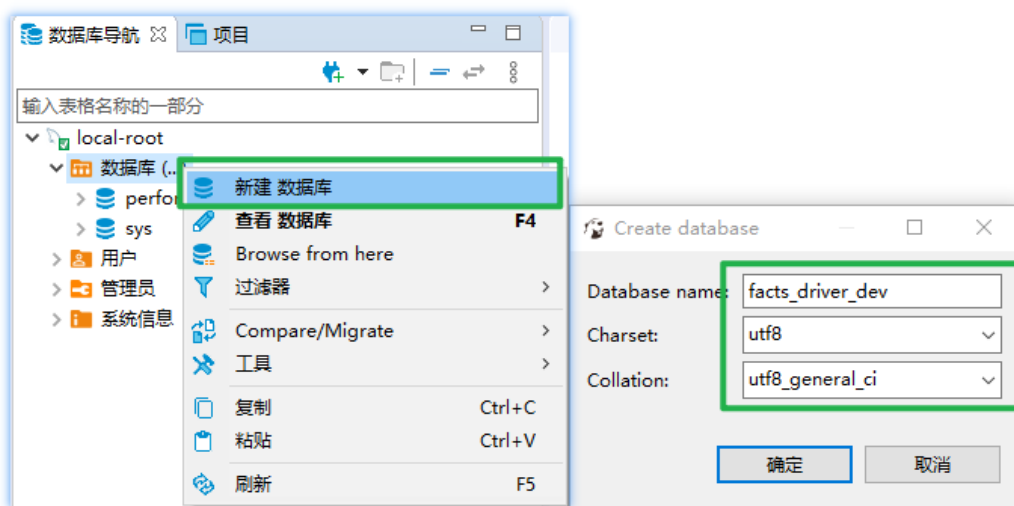 数据库导航 项目
输入表格名称的一部分
local-root
数据库 (...
perfor
sys
用户
管理员
系统信息
新建 数据库
查看 数据库 F4
Browse from here
过滤器
Compare/Migrate
工具
复制 Ctrl+C
粘贴 Ctrl+V
刷新 F5
Create database
Database name: facts_driver_dev
Charset: utf8
Collation: utf8_general_ci
确定 取消